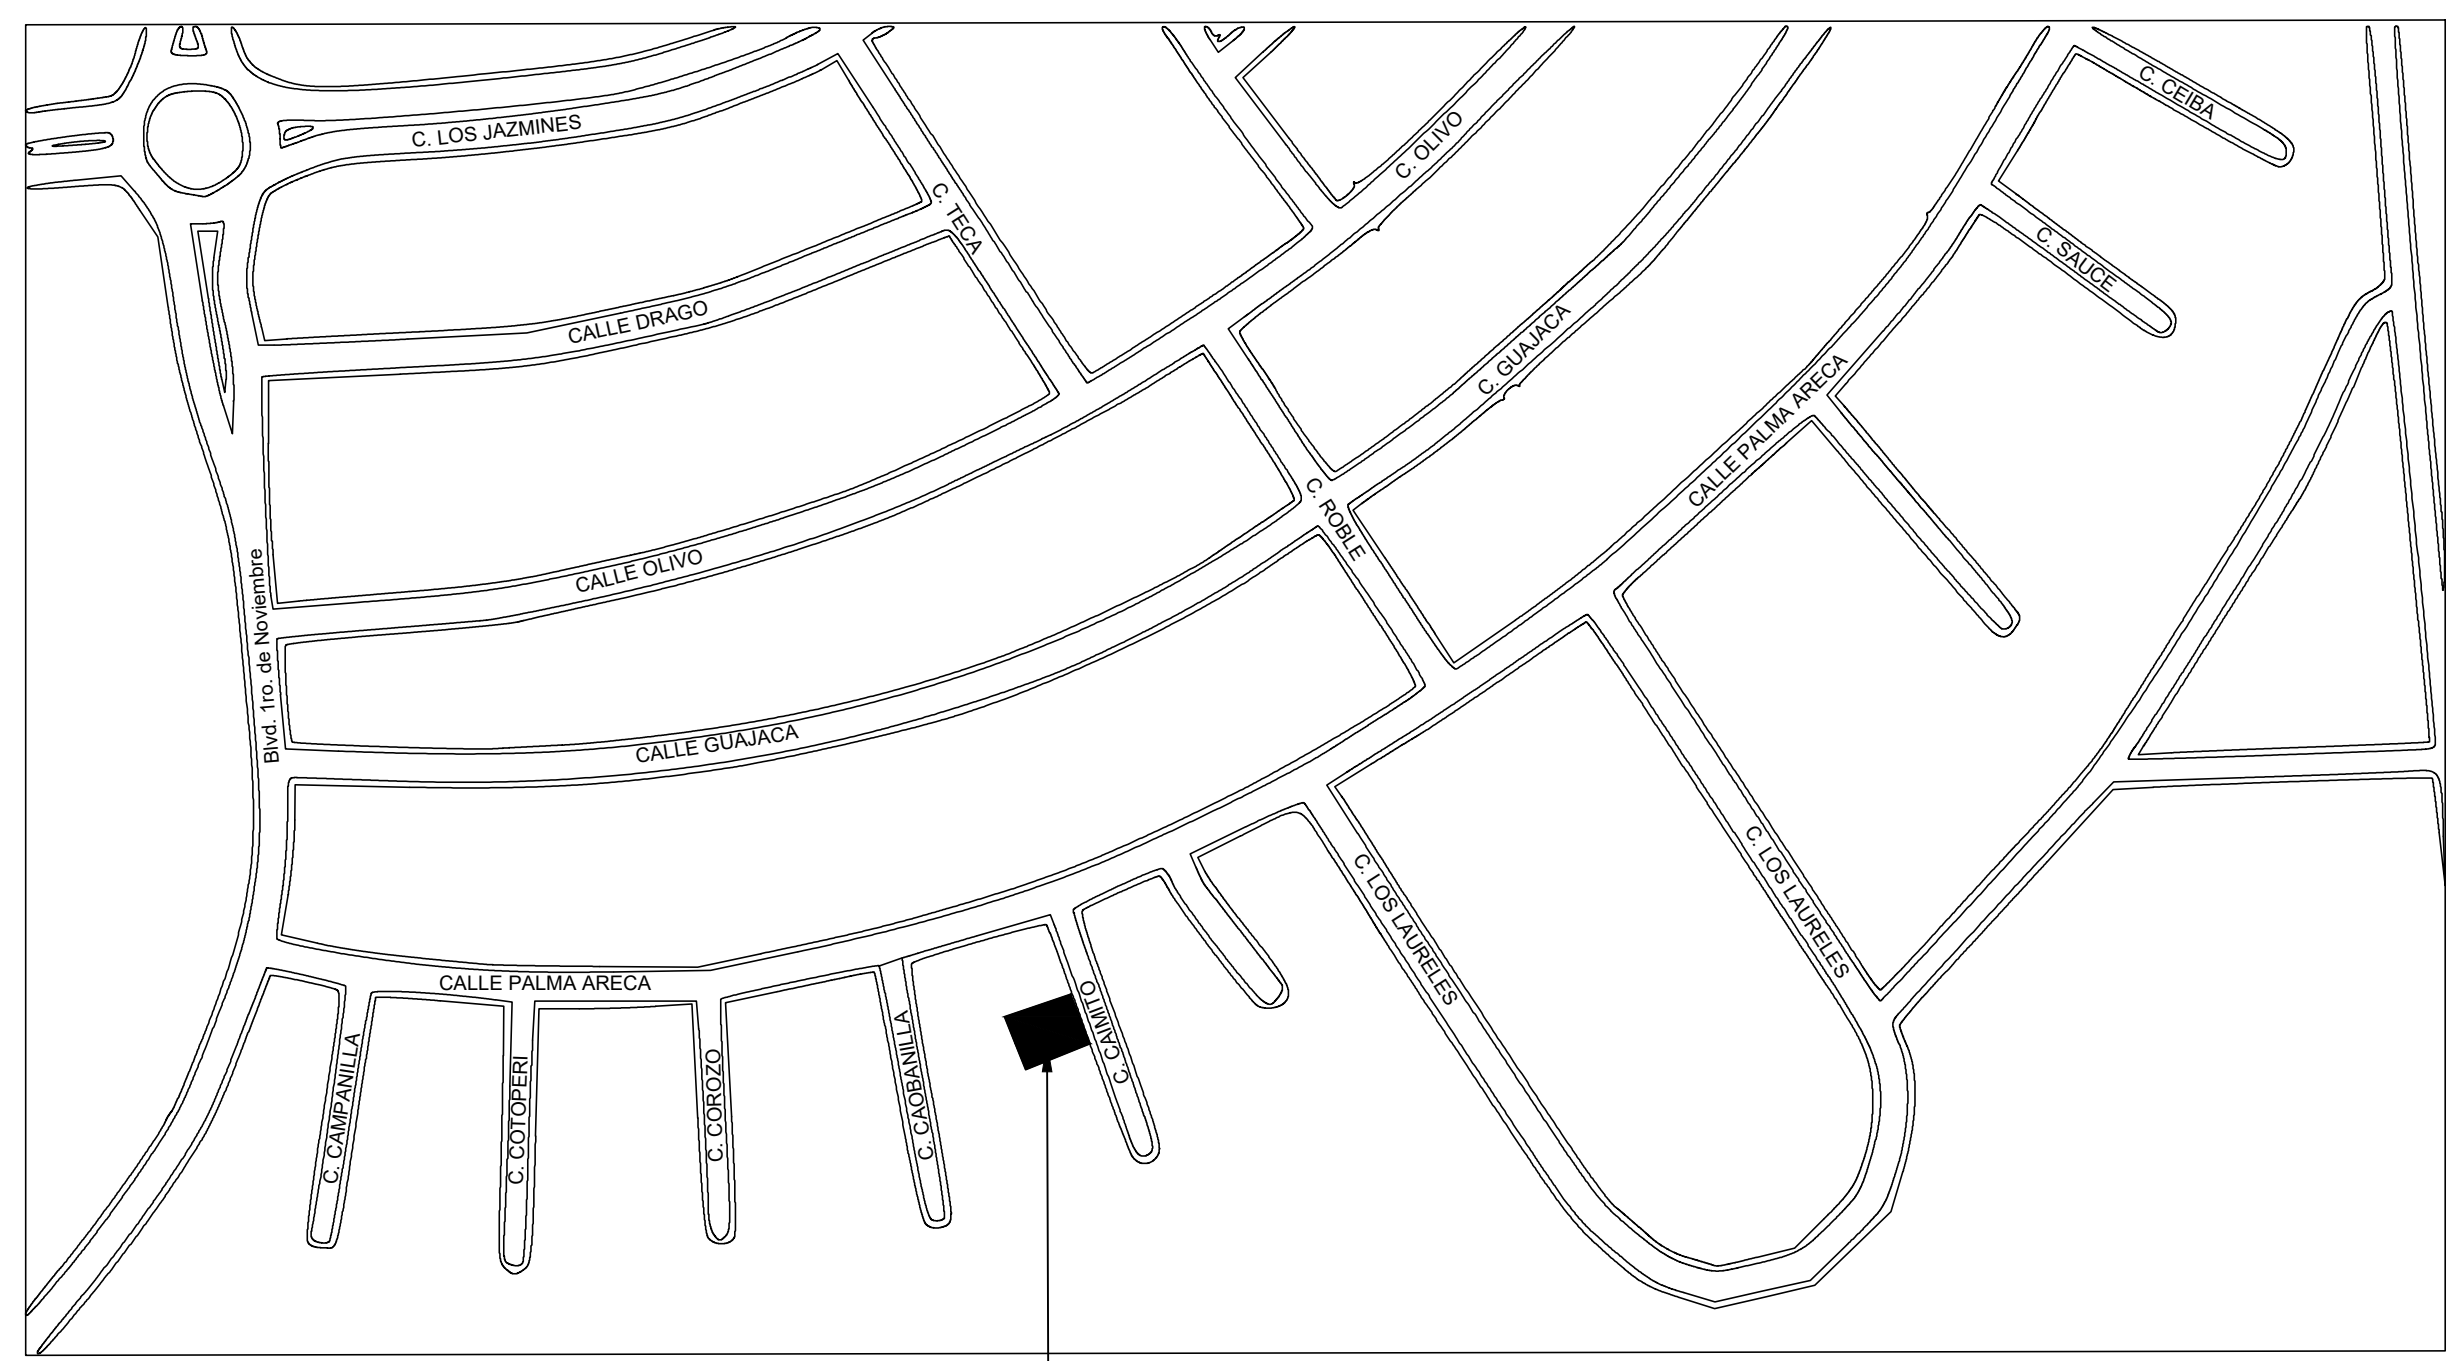 C. CEIBA
C. LOS JAZMINES
C. OLIVO
C. TECA
C. SAUCE
CALLE DRAGO
C. GUAJACA
CALLE PALMA ARECA
C. ROBLE
CALLE OLIVO
Blvd. 1ro. de Noviembre
CALLE GUAJACA
C. LOS LAURELES
C. LOS LAURELES
CALLE PALMA ARECA
C. CAMPANILLA
C. COTOPERI
C. COROZO
C. CAOBANILLA
C. CAIMITO